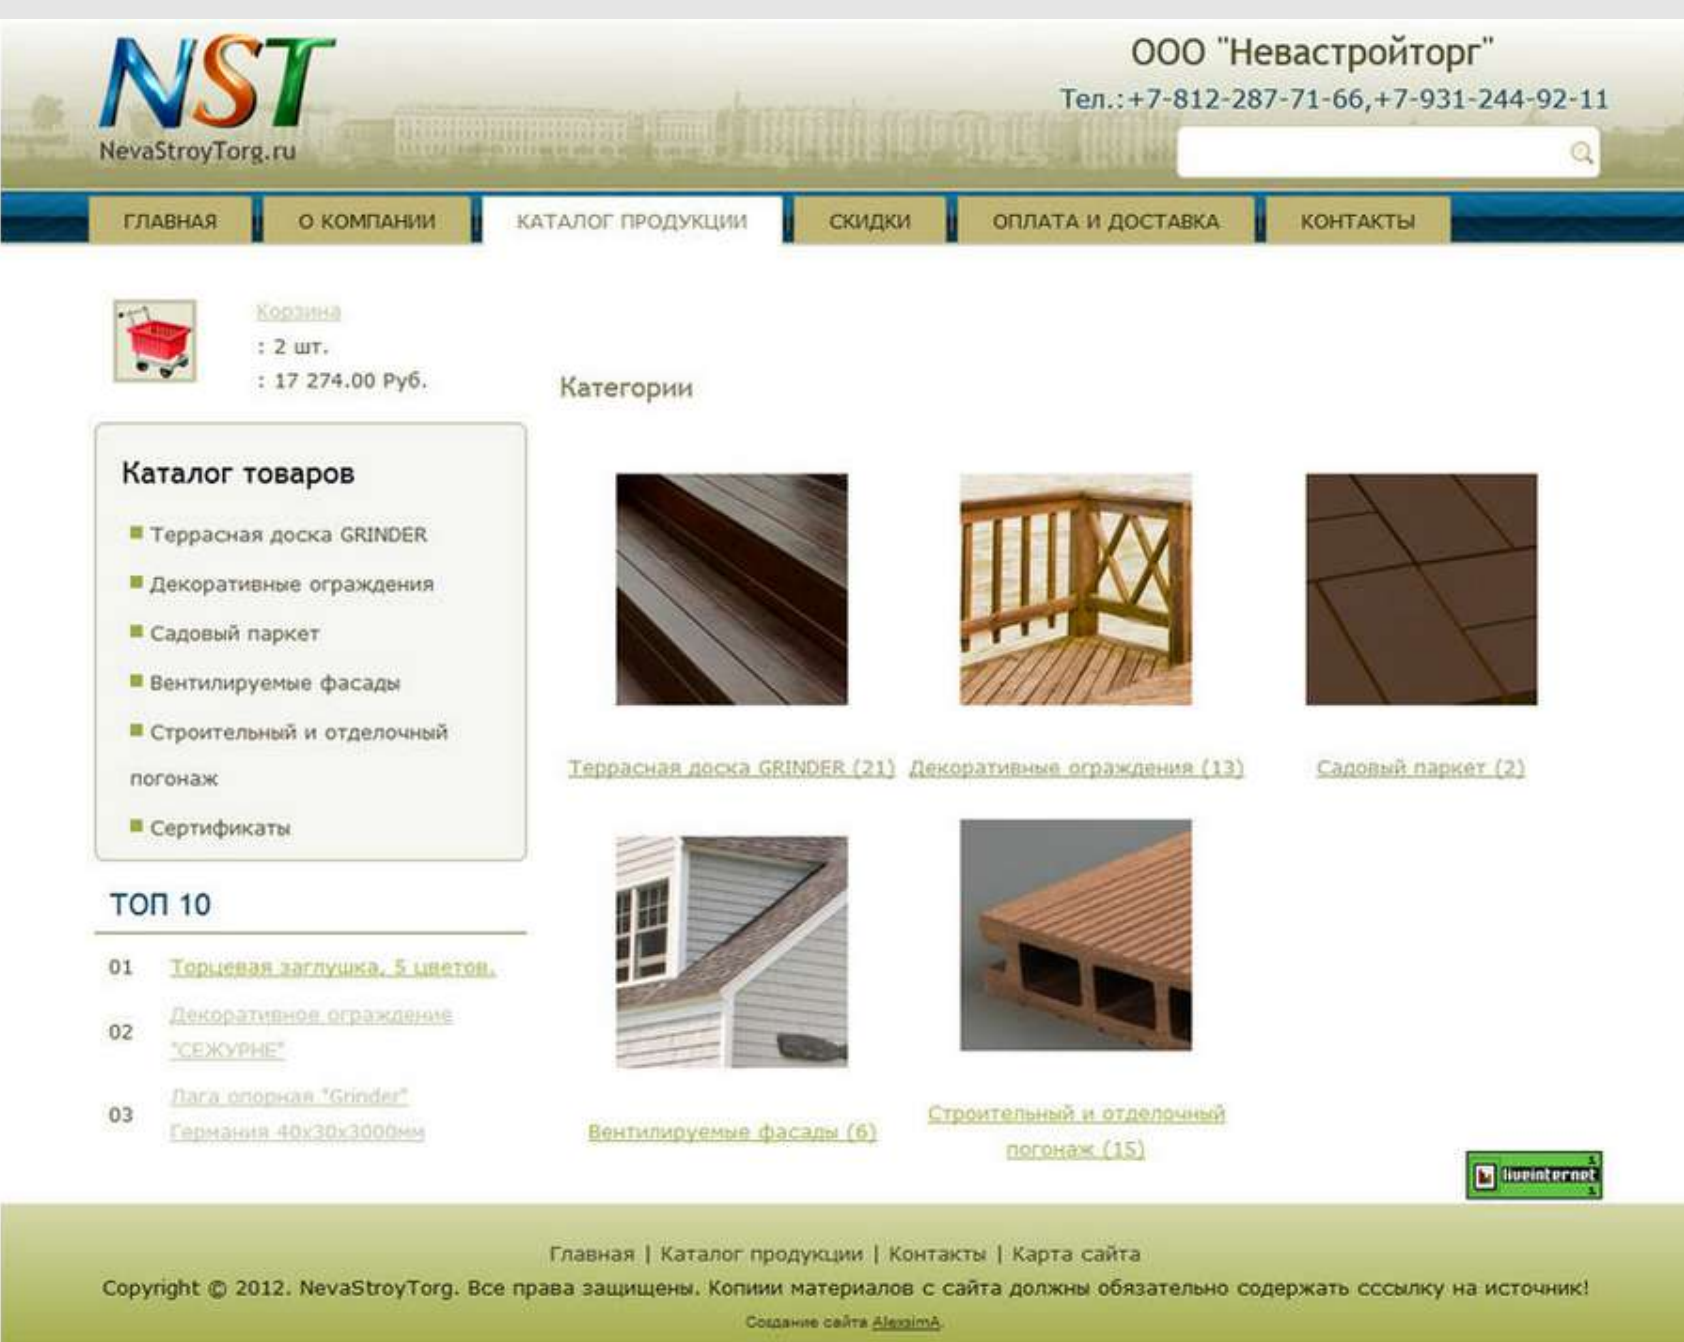 NST
NevaStroyTorg.ru
ООО "Невастройторг"
Тел.:+7-812-287-71-66,+7-931-244-92-11
ГЛАВНАЯ
О КОМПАНИИ
КАТАЛОГ ПРОДУКЦИИ
СКИДКИ
ОПЛАТА И ДОСТАВКА
КОНТАКТЫ
Корзина
: 2 шт.
: 17 274.00 Руб.
Каталог товаров
Террасная доска GRINDER
Декоративные ограждения
Садовый паркет
Вентилируемые фасады
Строительный и отделочный
погонаж
Сертификаты
ТОП 10
01 Торцевая заглушка, 5 цветов.
02 Декоративное ограждение
"СЕЖУРНЕ"
03 Лага опорная "Grinder"
Германия 40x30x3000мм
Категории
Террасная доска GRINDER (21)
Декоративные ограждения (13)
Садовый паркет (2)
Вентилируемые фасады (6)
Строительный и отделочный
погонаж (15)
1
liveinternet
1
Главная | Каталог продукции | Контакты | Карта сайта
Copyright © 2012. NevaStroyTorg. Все права защищены. Копиии материалов с сайта должны обязательно содержать сссылку на источник!
Создание сайта AlexsimA.